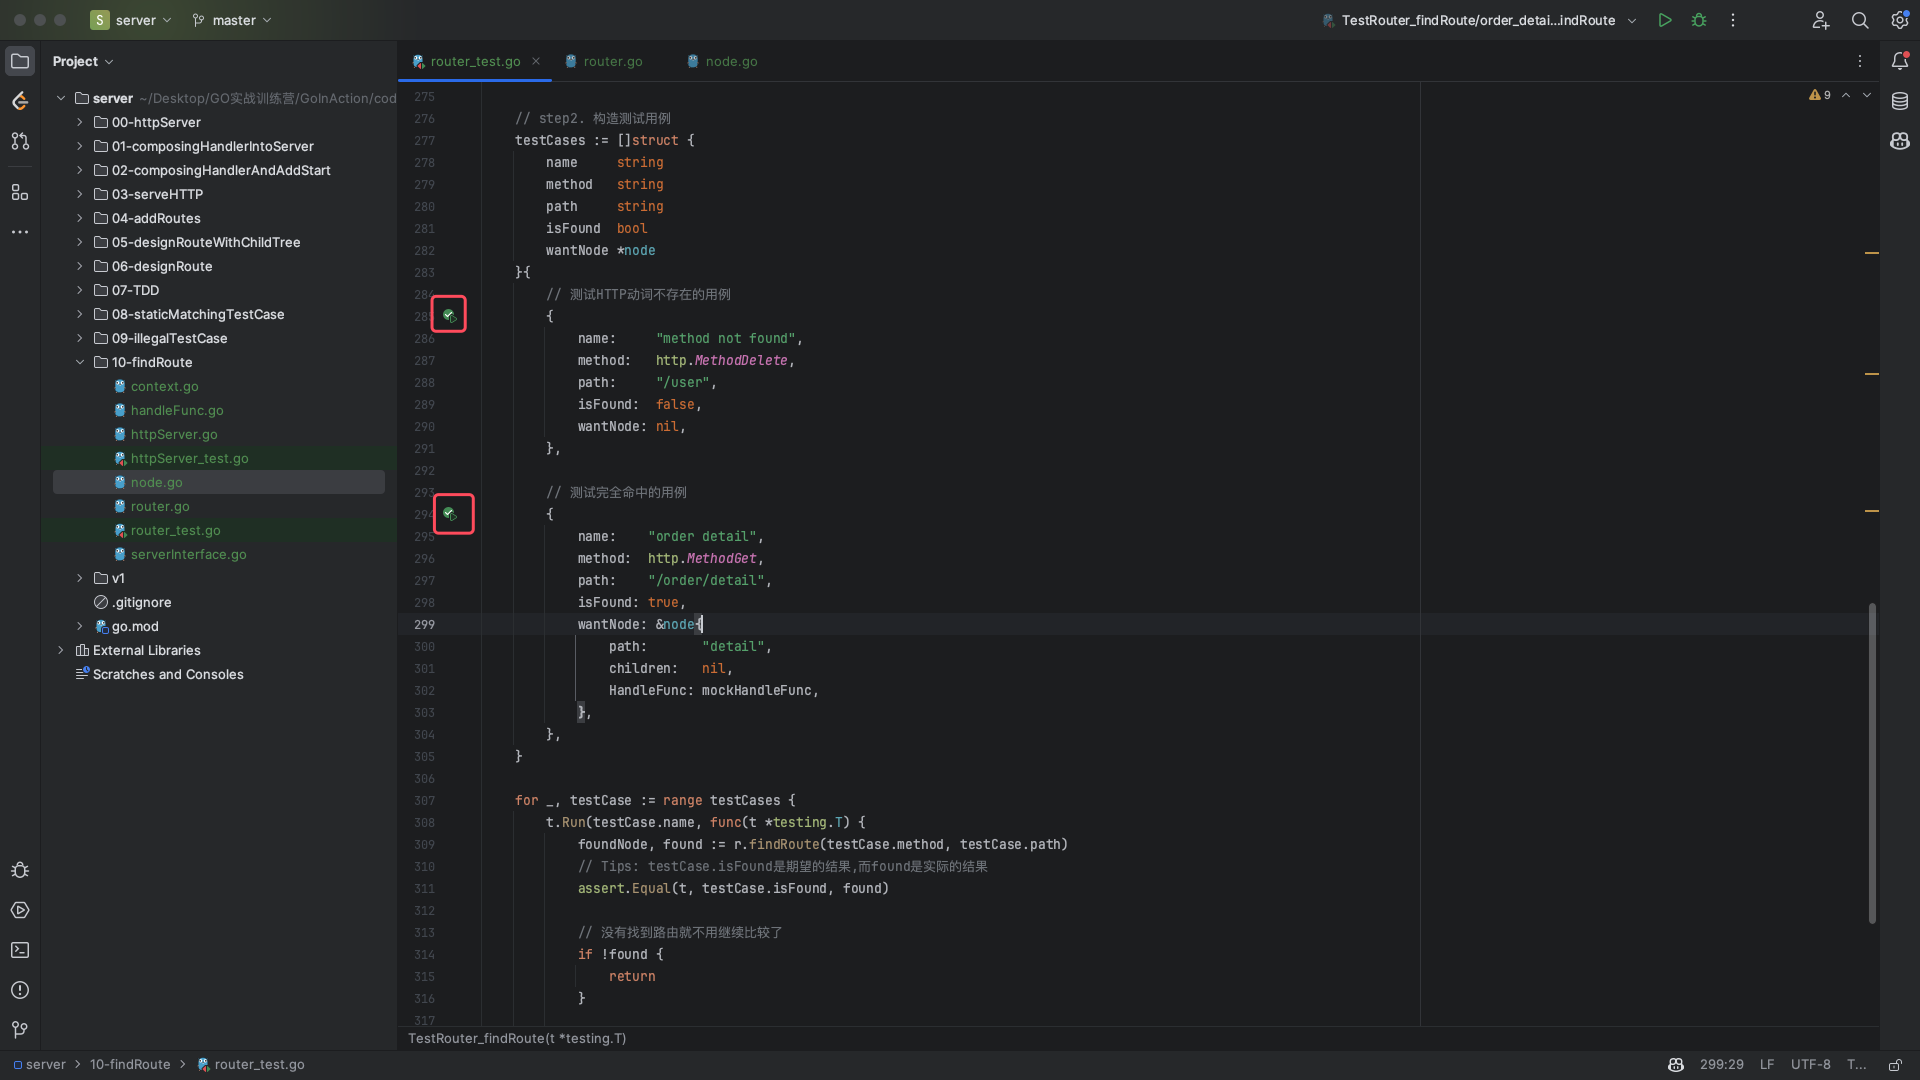 S server master TestRouter_findRoute/order_detai...indRoute
Project
router_test.go router.go node.go
server ~/Desktop/GO实战训练营/GoInAction/cod
00-httpServer
01-composingHandlerIntoServer
02-composingHandlerAndAddStart
03-serveHTTP
04-addRoutes
05-designRouteWithChildTree
06-designRoute
07-TDD
08-staticMatchingTestCase
09-illegalTestCase
10-findRoute
context.go
handleFunc.go
httpServer.go
httpServer_test.go
node.go
router.go
router_test.go
serverInterface.go
v1
.gitignore
go.mod
External Libraries
Scratches and Consoles
9
275
276 // step2. 构造测试用例
277 testCases := []struct {
278 name string
279 method string
280 path string
281 isFound bool
282 wantNode *node
283 }{
284 // 测试HTTP动词不存在的用例
285 {
286 name: "method not found",
287 method: http.MethodDelete,
288 path: "/user",
289 isFound: false,
290 wantNode: nil,
291 },
292
293 // 测试完全命中的用例
294 {
295 name: "order detail",
296 method: http.MethodGet,
297 path: "/order/detail",
298 isFound: true,
299 wantNode: &node{
300 path: "detail",
301 children: nil,
302 HandleFunc: mockHandleFunc,
303 },
304 },
305 }
306
307 for _, testCase := range testCases {
308 t.Run(testCase.name, func(t *testing.T) {
309 foundNode, found := r.findRoute(testCase.method, testCase.path)
310 // Tips: testCase.isFound是期望的结果,而found是实际的结果
311 assert.Equal(t, testCase.isFound, found)
312
313 // 没有找到路由就不用继续比较了
314 if !found {
315 return
316 }
317
TestRouter_findRoute(t *testing.T)
server 10-findRoute router_test.go 299:29 LF UTF-8 T...